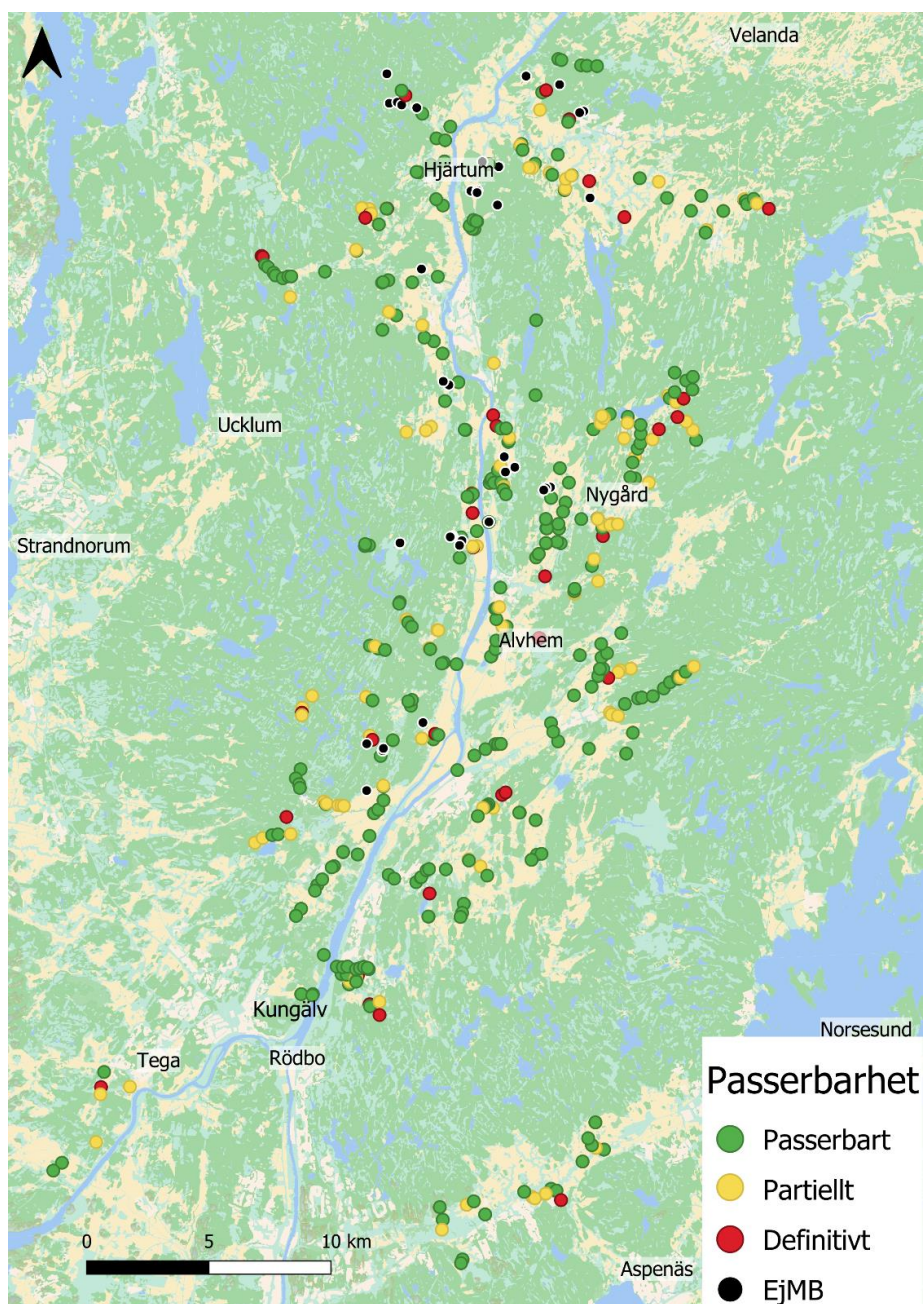 Velanda
Hjärtum
Ucklum
Nygård
Strandnorum
Alvhem
Kungälv
Norsesund
Tega
Rödbo
Passerbarhet
Passerbart
Partiellt
Definitivt
EjMB
0 5 10 km
Aspenäs